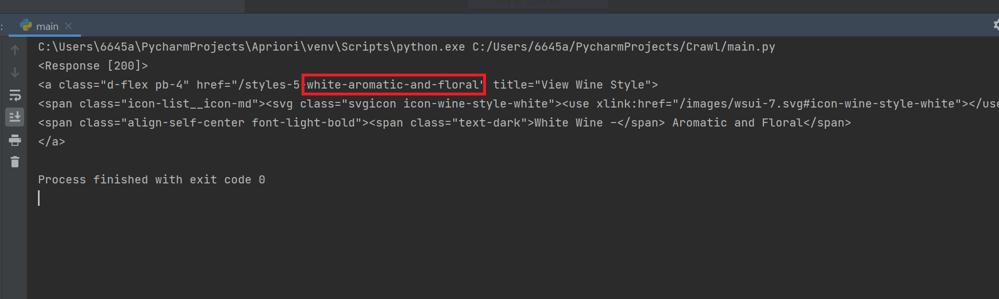 :
main
C:\Users\6645a\PycharmProjects\Apriori\venv\Scripts\python.exe C:/Users/6645a/PycharmProjects/Crawl/main.py
<Response [200]>
<a class="d-flex pb-4" href="/styles-5-white-aromatic-and-floral" title="View Wine Style">
<span class="icon-list__icon-md"><svg class="svgicon icon-wine-style-white"><use xlink:href="/images/wsui-7.svg#icon-wine-style-white"></use
<span class="align-self-center font-light-bold"><span class="text-dark">White Wine -</span> Aromatic and Floral</span>
</a>
Process finished with exit code 0